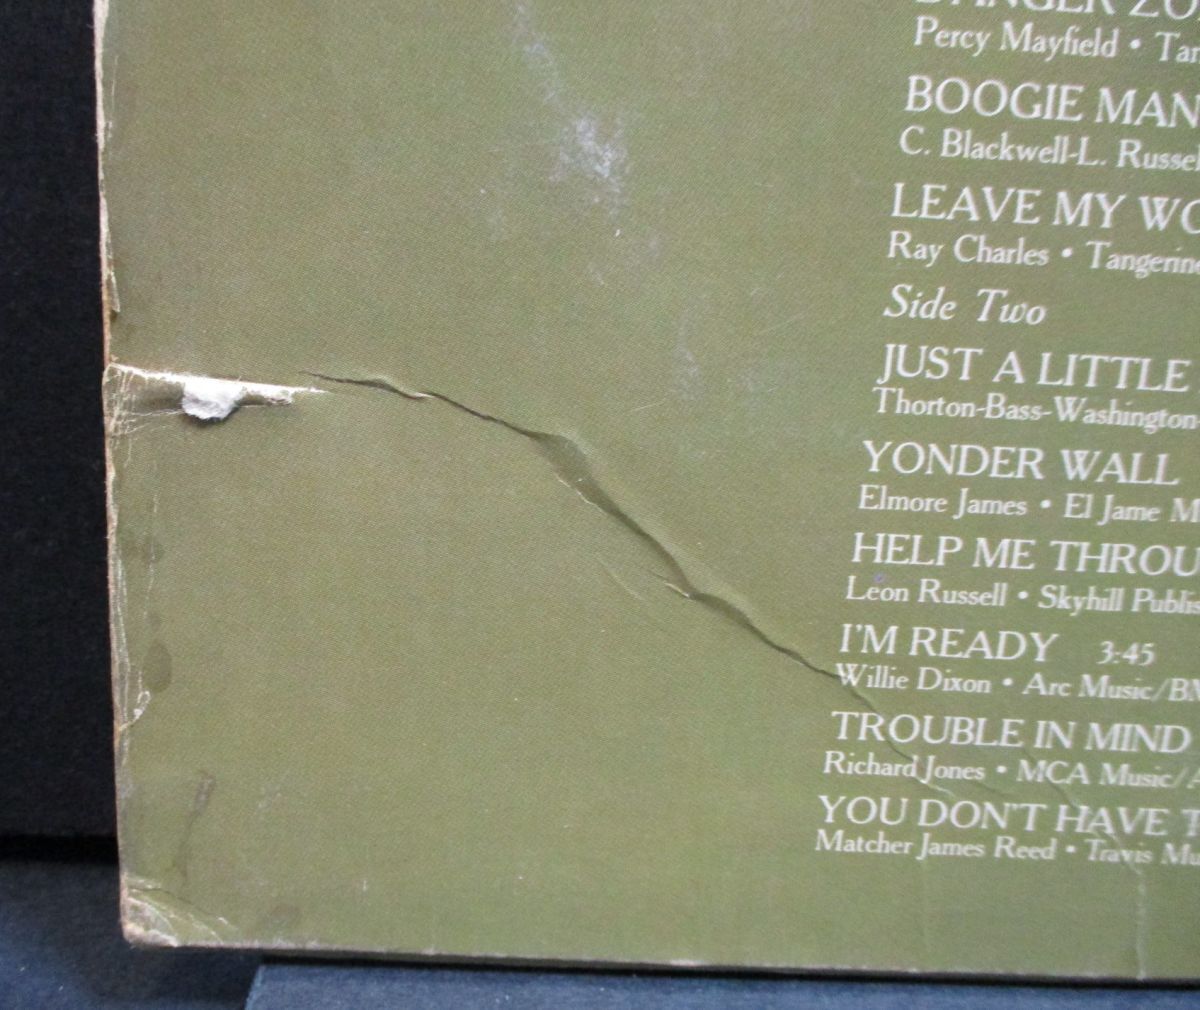 DANGER ZO
Percy Mayfield • Tan
BOOGIE MAN
C. Blackwell-L. Russel
LEAVE MY WO
Ray Charles • Tangerine
Side Two
JUST A LITTLE
Thorton-Bass-Washington-
YONDER WALL
Elmore James • El Jame M
HELP ME THROU
Leon Russell • Skyhill Publis
I'M READY 3:45
Willie Dixon • Arc Music/BM
TROUBLE IN MIND
Richard Jones • MCA Music/A
YOU DON'T HAVE T
Matcher James Reed • Travis Mu